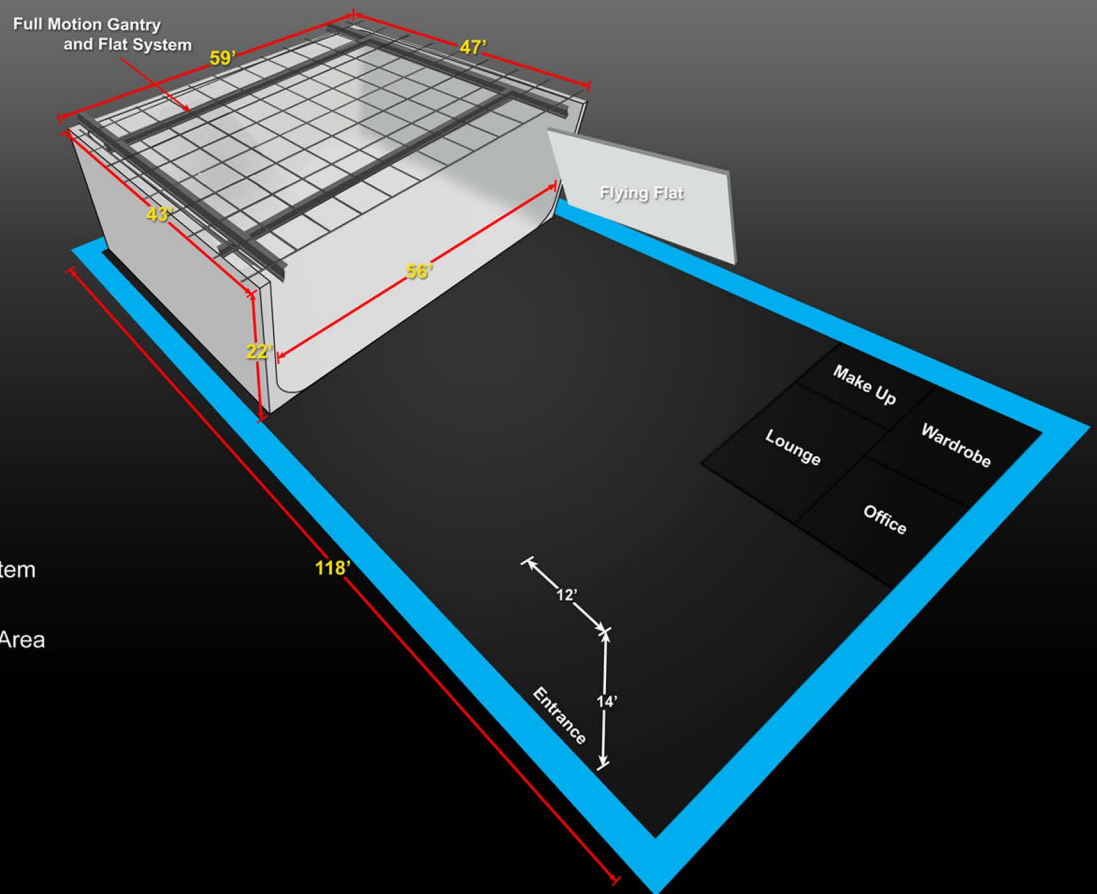 Full Motion Gantry
and Flat System
59’
47’
Flying Flat
43’
56’
22’
Make Up
Wardrobe
Lounge
Office
tem
118’
12’
Area
14’
Entrance